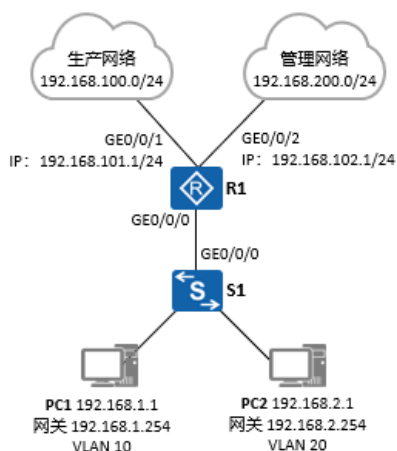 生产网络
192.168.100.0/24
管理网络
192.168.200.0/24
GE0/0/1
IP：192.168.101.1/24
GE0/0/2
IP：192.168.102.1/24
R
R1
GE0/0/0
GE0/0/0
S
S1
PC1 192.168.1.1
网关 192.168.1.254
VLAN 10
PC2 192.168.2.1
网关 192.168.2.254
VLAN 20